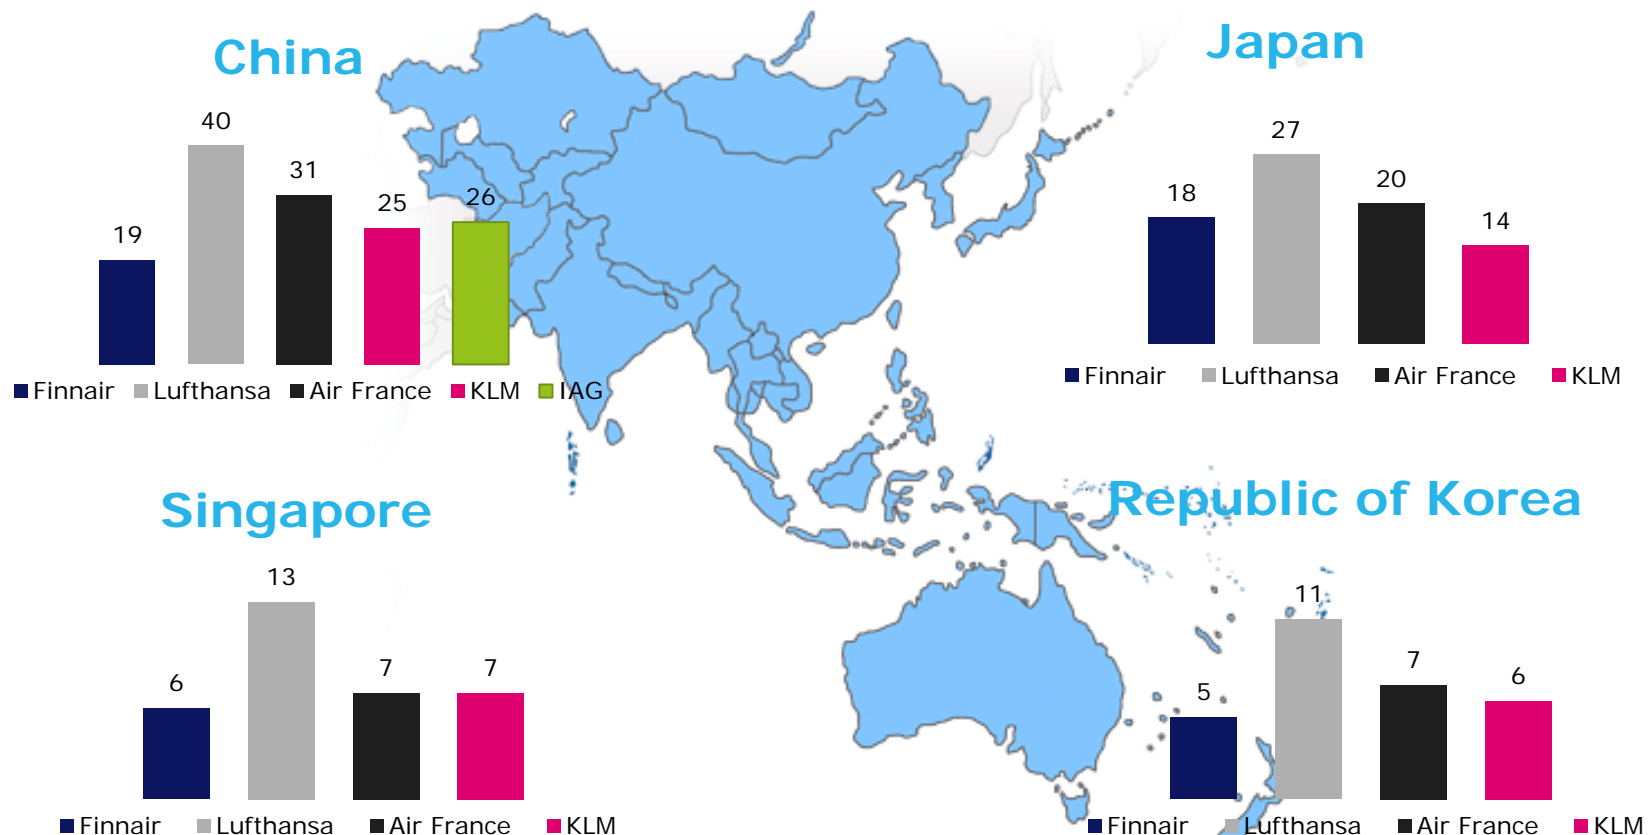 China
40
31
25
26
19
Finnair Lufthansa Air France KLM IAG
Japan
27
20
18
14
Finnair Lufthansa Air France KLM
Singapore
13
6
7
7
Finnair Lufthansa Air France KLM
Republic of Korea
11
7
6
5
Finnair Lufthansa Air France KLM